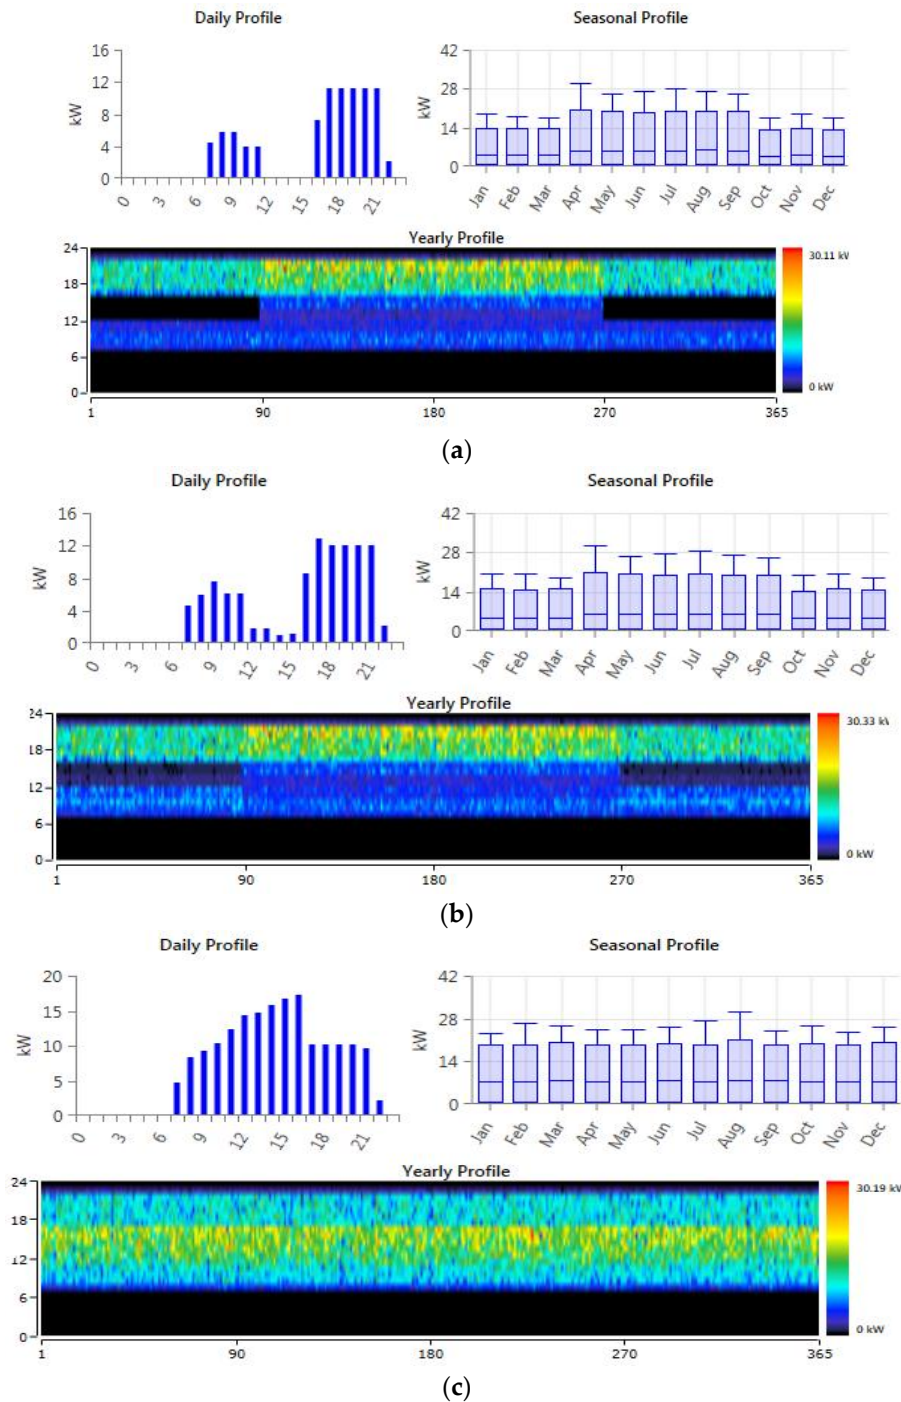 Daily Profile Seasonal Profile
16 42
12 28
kW 8 kW 14
4 0
0
0 3 6 9 12 15 18 21 Jan Feb Mar Apr May Jun Jul Aug Sep Oct Nov Dec
Yearly Profile
24 30.11 kW
18
12
6
0 0 kW
1 90 180 270 365
(a)
Daily Profile Seasonal Profile
16 42
12 28
kW 8 kW 14
4 0
0
0 3 6 9 12 15 18 21 Jan Feb Mar Apr May Jun Jul Aug Sep Oct Nov Dec
Yearly Profile
24 30.33 kW
18
12
6
0 0 kW
1 90 180 270 365
(b)
Daily Profile Seasonal Profile
20 42
15 28
kW 10 kW 14
5 0
0
0 3 6 9 12 15 18 21 Jan Feb Mar Apr May Jun Jul Aug Sep Oct Nov Dec
Yearly Profile
24 30.19 kW
18
12
6
0 0 kW
1 90 180 270 365
(c)